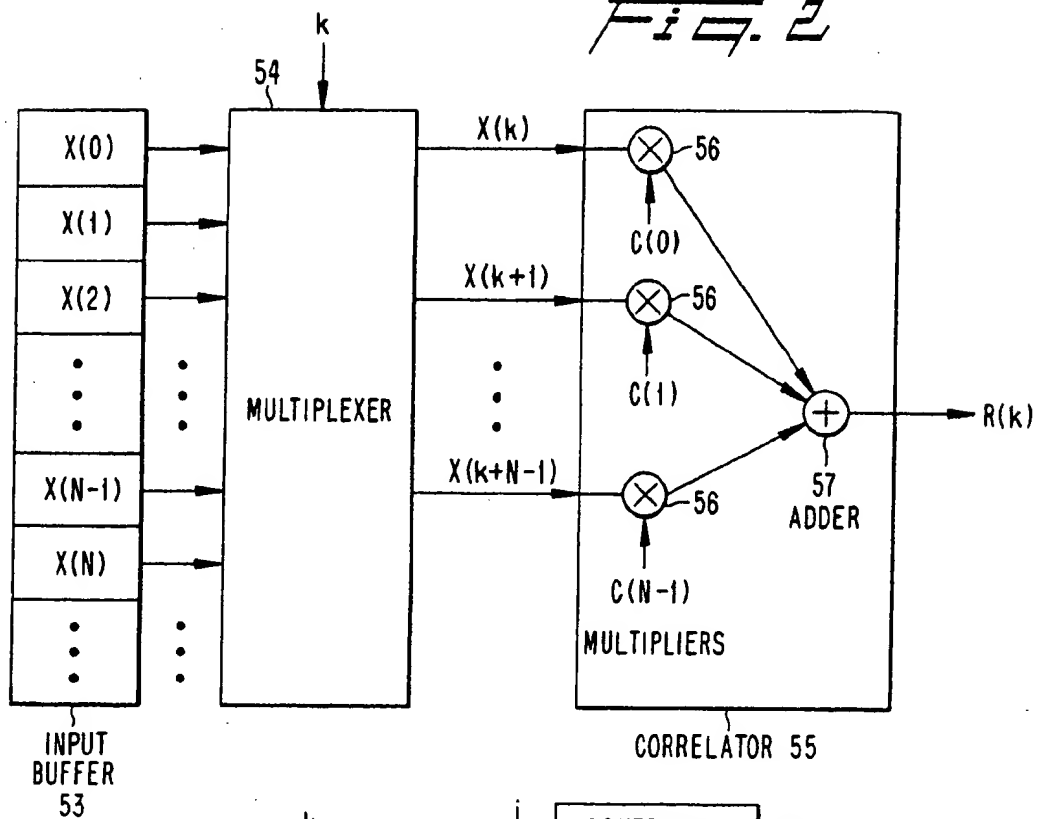 Fig. 2
k
54
X(0)
X(1)
X(2)
X(N-1)
X(N)
INPUT
BUFFER
53
MULTIPLEXER
X(k)
X(k+1)
X(k+N-1)
56
C(0)
56
C(1)
56
C(N-1)
MULTIPLIERS
57
ADDER
R(k)
CORRELATOR 55